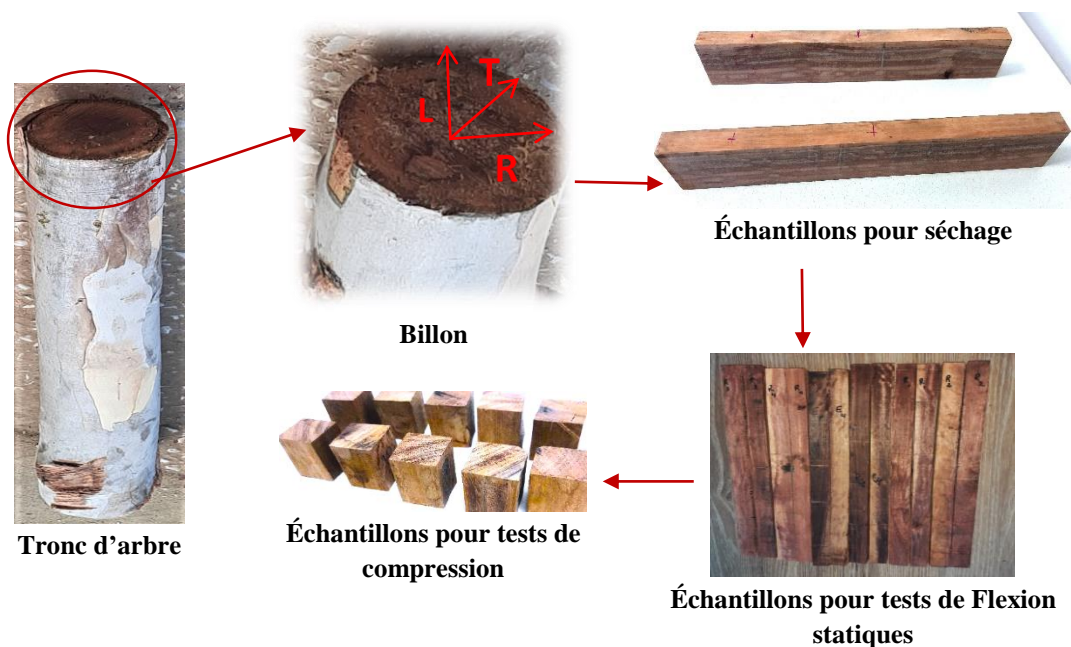 Tronc d'arbre
L
T
R
Billon
Échantillons pour séchage
Échantillons pour tests de Flexion
statiques
Échantillons pour tests de
compression